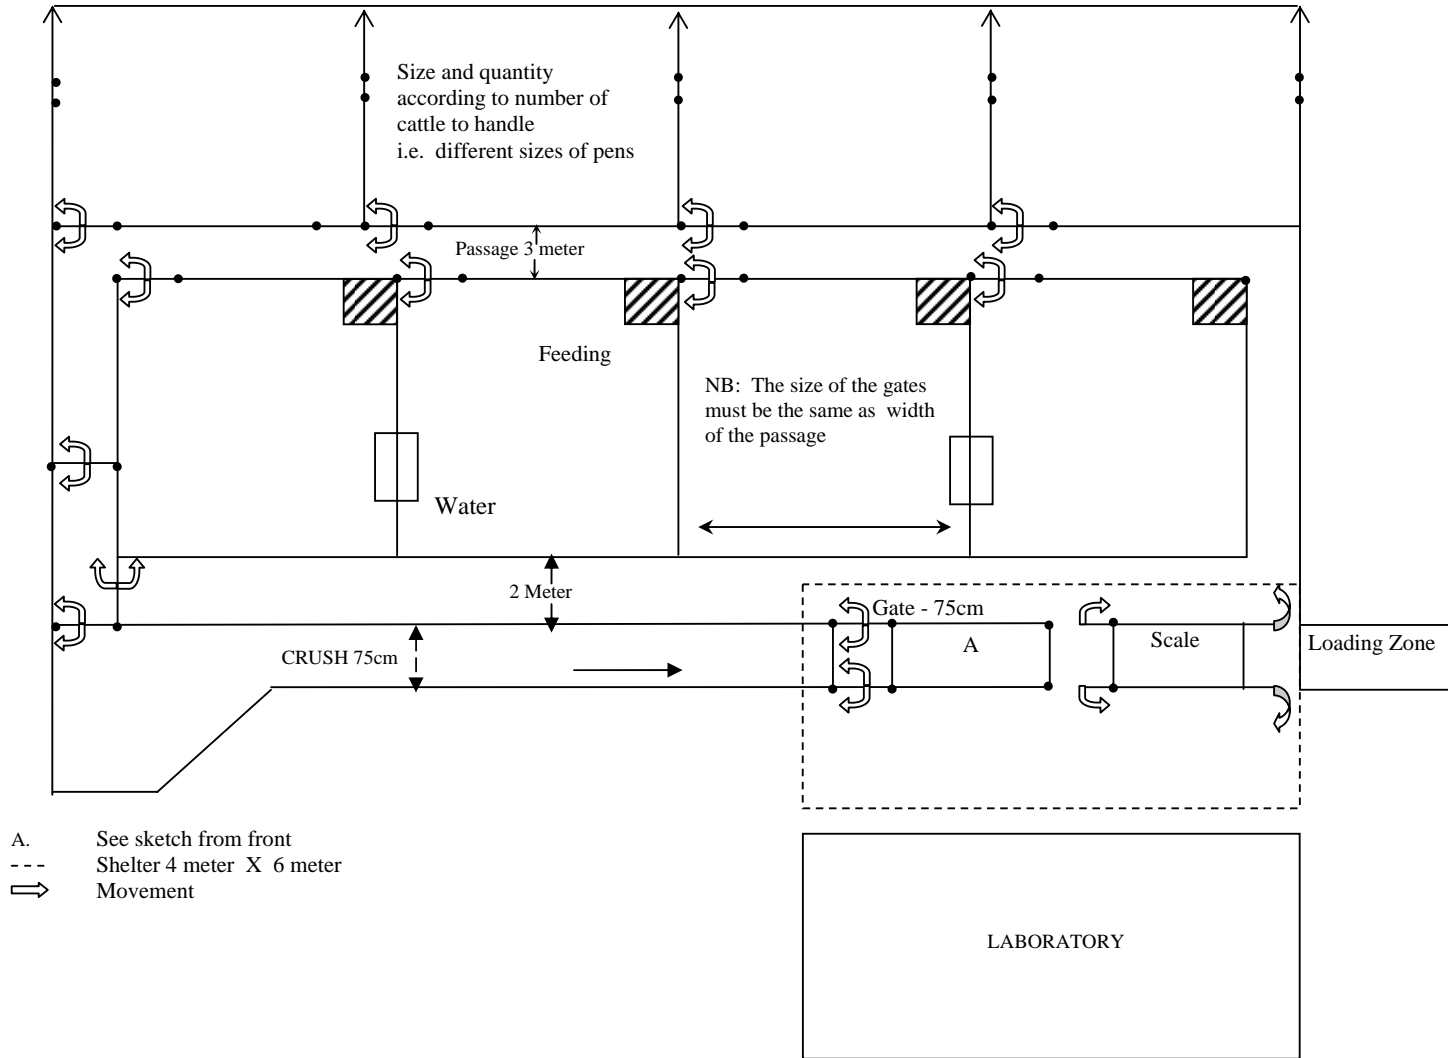 Size and quantity
according to number of
cattle to handle
i.e. different sizes of pens
Passage 3 meter
Feeding
NB: The size of the gates
must be the same as width
of the passage
Water
2 Meter
Gate - 75cm
CRUSH 75cm
A
Scale
Loading Zone
A. See sketch from front
--- Shelter 4 meter X 6 meter
Movement
LABORATORY